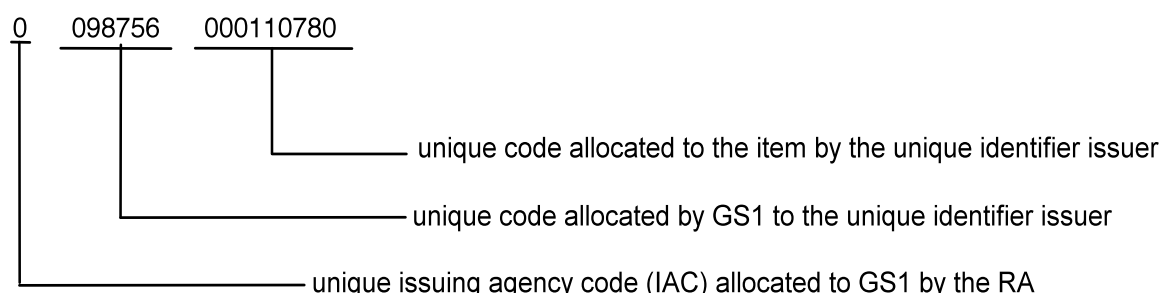 0 098756 000110780
unique code allocated to the item by the unique identifier issuer
unique code allocated by GS1 to the unique identifier issuer
unique issuing agency code (IAC) allocated to GS1 by the RA